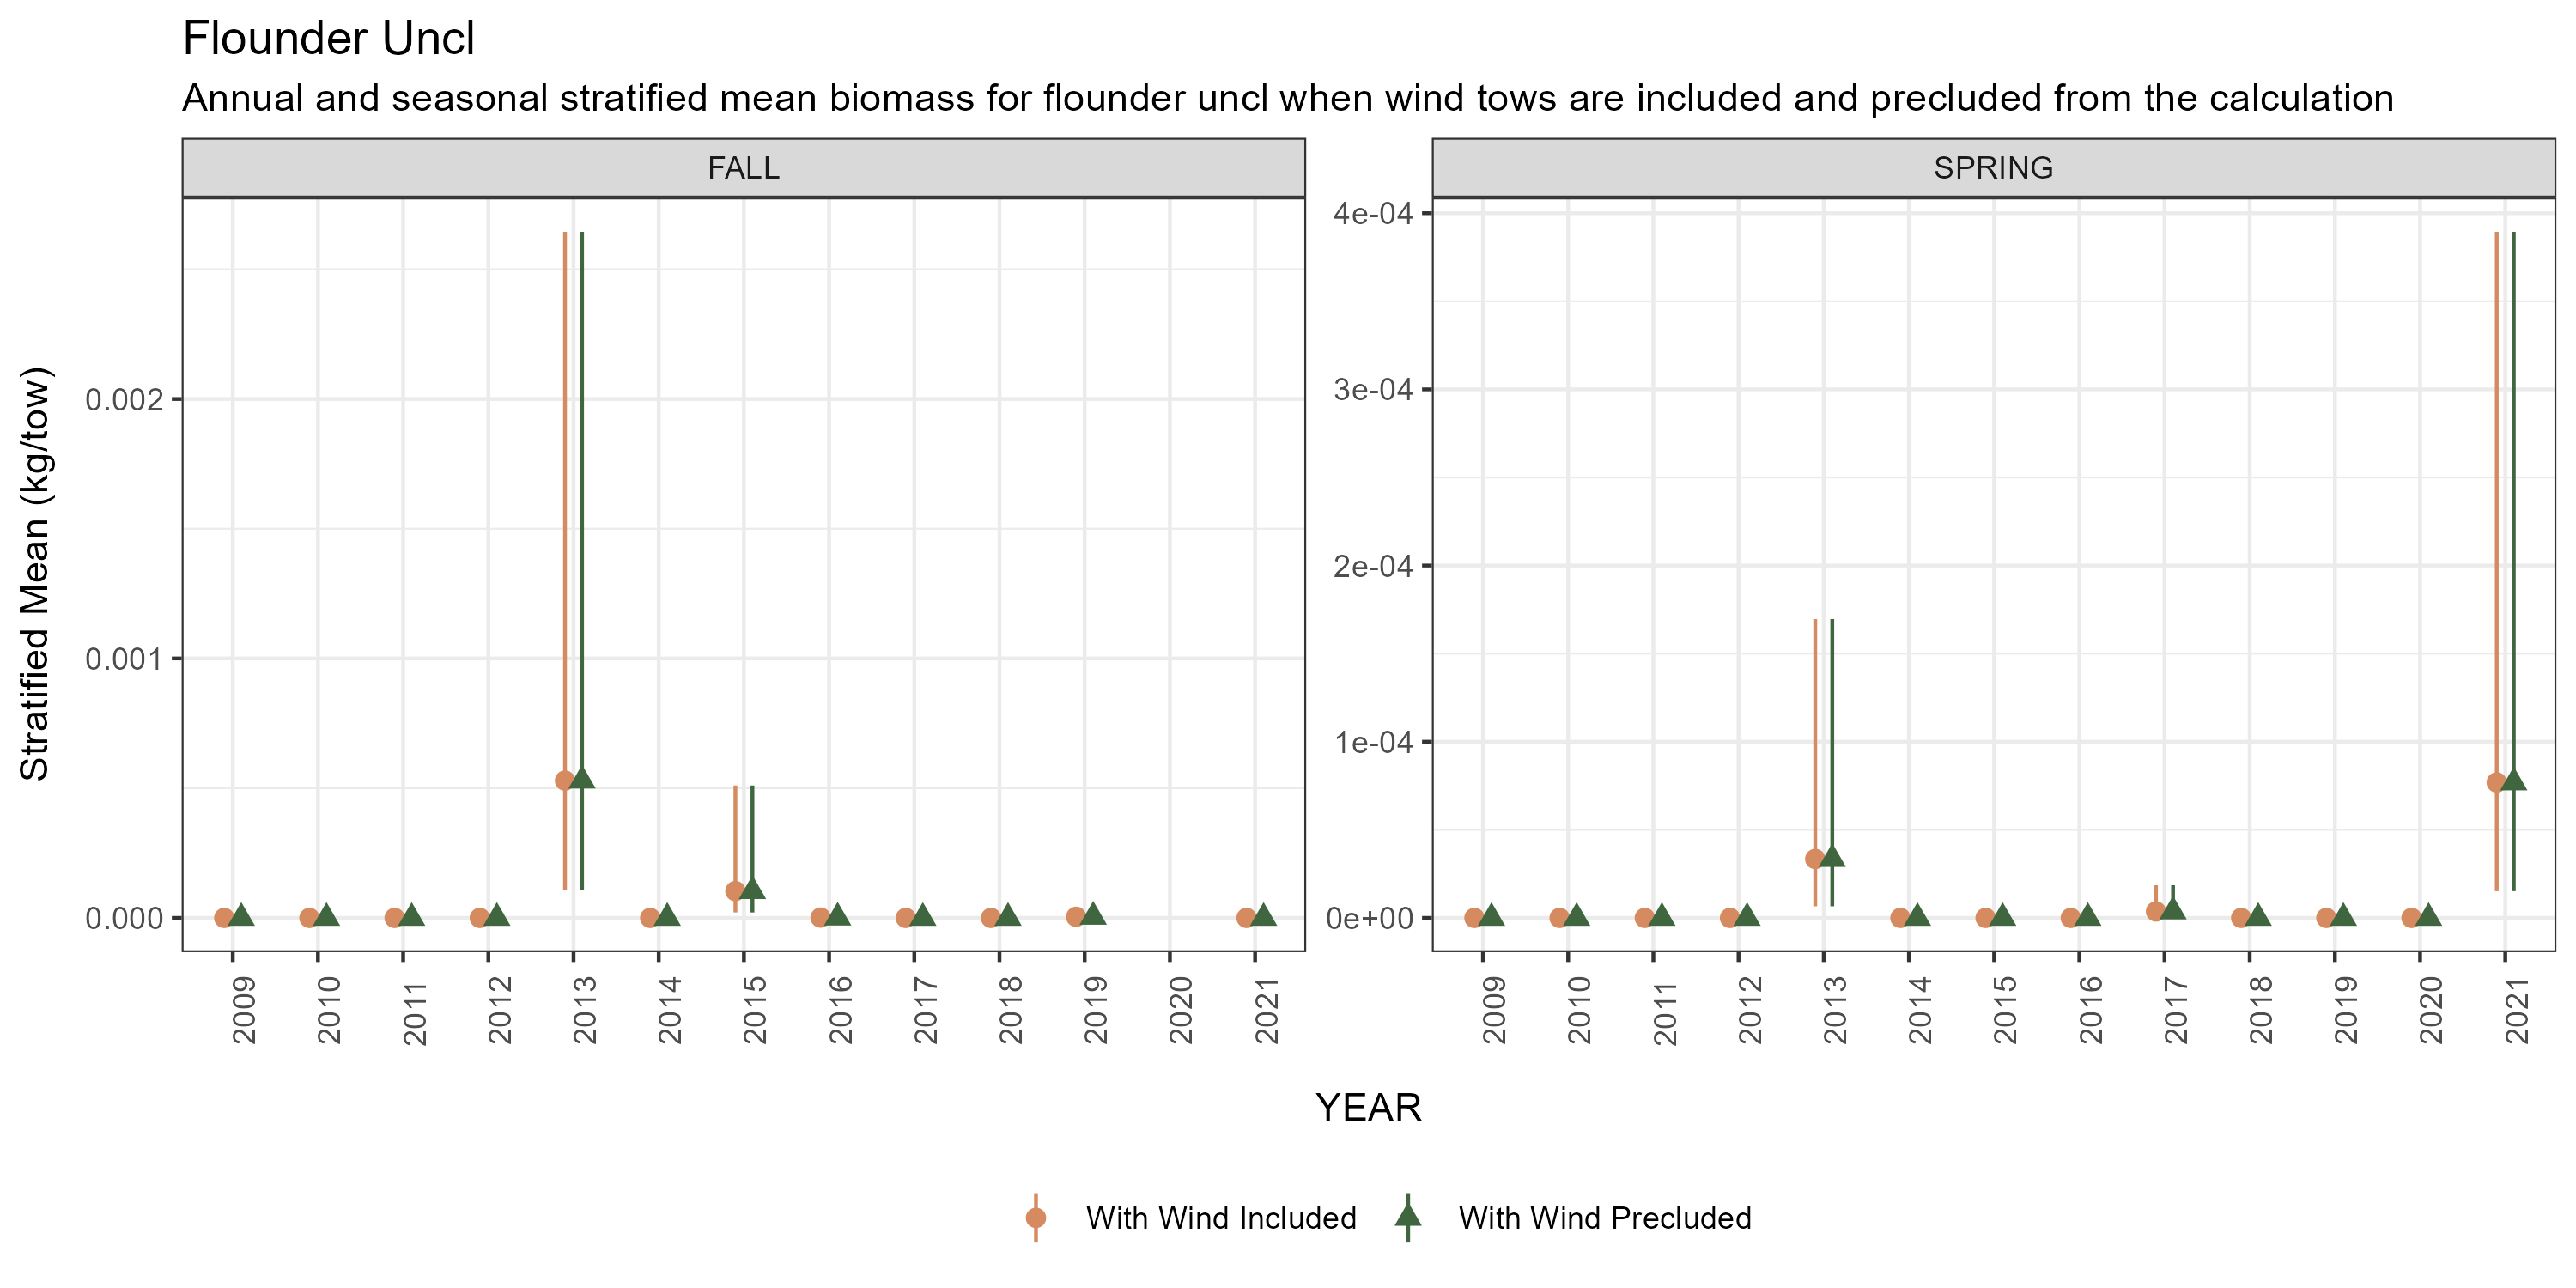 Flounder Uncl
Annual and seasonal stratified mean biomass for flounder uncl when wind tows are included and precluded from the calculation
FALL
SPRING
Stratified Mean (kg/tow)
0.002
0.001
0.000
4e-04
3e-04
2e-04
1e-04
0e+00
2009 2010 2011 2012 2013 2014 2015 2016 2017 2018 2019 2020 2021
2009 2010 2011 2012 2013 2014 2015 2016 2017 2018 2019 2020 2021
YEAR
With Wind Included
With Wind Precluded